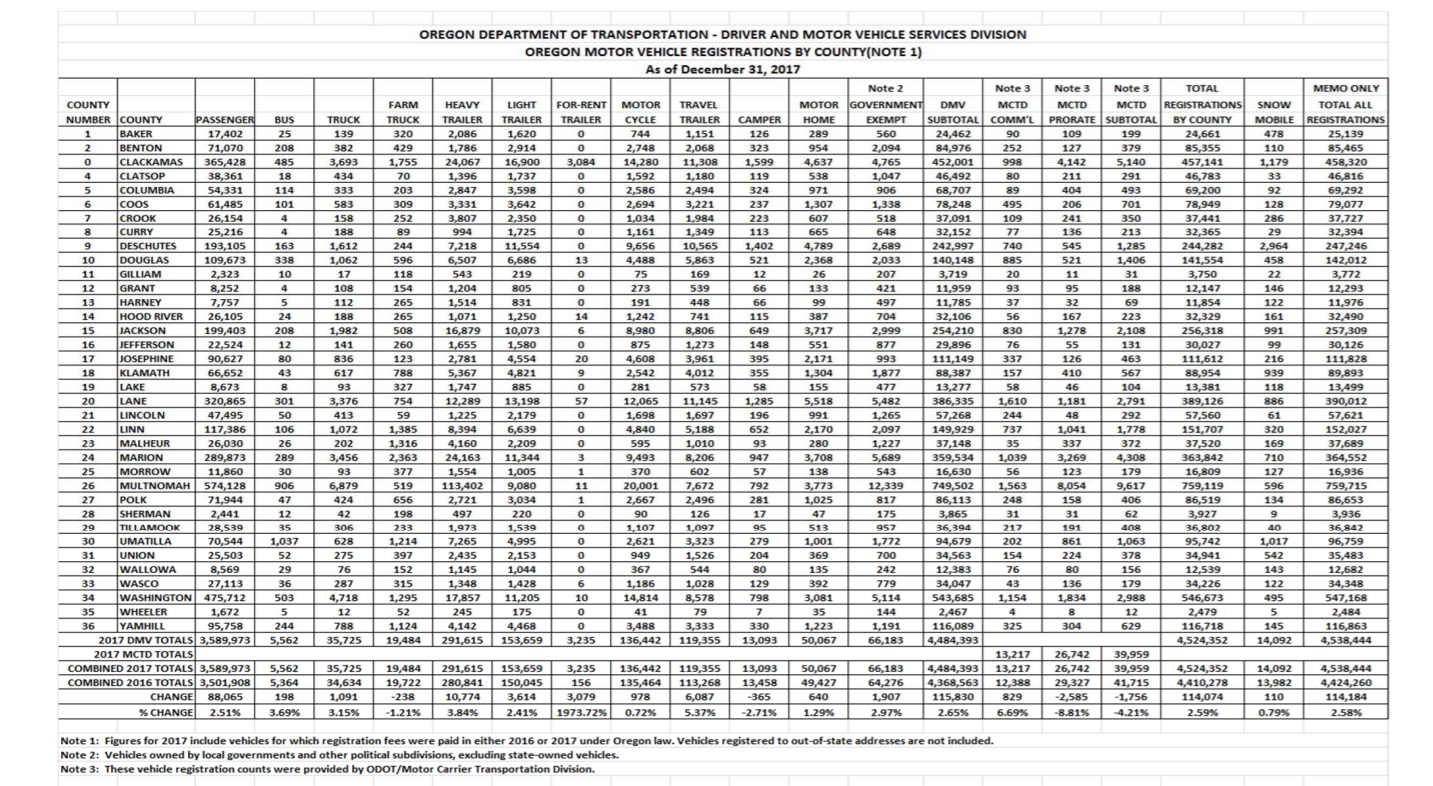 OREGON DEPARTMENT OF TRANSPORTATION - DRIVER AND MOTOR VEHICLE SERVICES DIVISION
OREGON MOTOR VEHICLE REGISTRATIONS BY COUNTY(NOTE 1)
As of December 31, 2017
Note 2 Note 3 Note 3 Note 3 TOTAL MEMO ONLY
COUNTY FARM HEAVY LIGHT FOR-RENT MOTOR TRAVEL MOTOR GOVERNMENT DMV MCTD MCTD MCTD REGISTRATIONS SNOW TOTAL ALL
NUMBER COUNTY PASSENGER BUS TRUCK TRUCK TRAILER TRAILER TRAILER CYCLE TRAILER CAMPER HOME EXEMPT SUBTOTAL COMM'L PRORATE SUBTOTAL BY COUNTY MOBILE REGISTRATIONS
1 BAKER 17,402 25 139 320 2,086 1,620 0 744 1,151 126 289 560 24,462 90 109 199 24,661 478 25,139
2 BENTON 71,070 208 382 429 1,786 2,914 0 2,748 2,068 323 954 2,094 84,976 252 127 379 85,355 110 85,465
0 CLACKAMAS 365,428 485 3,693 1,755 24,067 16,900 3,084 14,280 11,308 1,599 4,637 4,765 452,001 998 4,142 5,140 457,141 1,179 458,320
4 CLATSOP 38,361 18 434 70 1,396 1,737 0 1,592 1,180 119 538 1,047 46,492 80 211 291 46,783 33 46,816
5 COLUMBIA 54,331 114 333 203 2,847 3,598 0 2,586 2,494 324 971 906 68,707 89 404 493 69,200 92 69,292
6 COOS 61,485 101 583 309 3,331 3,642 0 2,694 3,221 237 1,307 1,338 78,248 495 206 701 78,949 128 79,077
7 CROOK 26,154 4 158 252 3,807 2,350 0 1,034 1,984 223 607 518 37,091 109 241 350 37,441 286 37,727
8 CURRY 25,216 4 188 89 994 1,725 0 1,161 1,349 113 665 648 32,152 77 136 213 32,365 29 32,394
9 DESCHUTES 193,105 163 1,612 244 7,218 11,554 0 9,656 10,565 1,402 4,789 2,689 242,997 740 545 1,285 244,282 2,964 247,246
10 DOUGLAS 109,673 338 1,062 596 6,507 6,686 13 4,488 5,863 521 2,368 2,033 140,148 885 521 1,406 141,554 458 142,012
11 GILLIAM 2,323 10 17 118 543 219 0 75 169 12 26 207 3,719 20 11 31 3,750 22 3,772
12 GRANT 8,252 4 108 154 1,204 805 0 273 539 66 133 421 11,959 93 95 188 12,147 146 12,293
13 HARNEY 7,757 5 112 265 1,514 831 0 191 448 66 99 497 11,785 37 32 69 11,854 122 11,976
14 HOOD RIVER 26,105 24 188 265 1,071 1,250 14 1,242 741 115 387 704 32,106 56 167 223 32,329 161 32,490
15 JACKSON 199,403 208 1,982 508 16,879 10,073 6 8,980 8,806 649 3,717 2,999 254,210 830 1,278 2,108 256,318 991 257,309
16 JEFFERSON 22,524 12 141 260 1,655 1,580 0 875 1,273 148 551 877 29,896 76 55 131 30,027 99 30,126
17 JOSEPHINE 90,627 80 836 123 2,781 4,554 20 4,608 3,961 395 2,171 993 111,149 337 126 463 111,612 216 111,828
18 KLAMATH 66,652 43 617 788 5,367 4,821 9 2,542 4,012 355 1,304 1,877 88,387 157 410 567 88,954 939 89,893
19 LAKE 8,673 8 93 327 1,747 885 0 281 573 58 155 477 13,277 58 46 104 13,381 118 13,499
20 LANE 320,865 301 3,376 754 12,289 13,198 57 12,065 11,145 1,285 5,518 5,482 386,335 1,610 1,181 2,791 389,126 886 390,012
21 LINCOLN 47,495 50 413 59 1,225 2,179 0 1,698 1,697 196 991 1,265 57,268 244 48 292 57,560 61 57,621
22 LINN 117,386 106 1,072 1,385 8,394 6,639 0 4,840 5,188 652 2,170 2,097 149,929 737 1,041 1,778 151,707 320 152,027
23 MALHEUR 26,030 26 202 1,316 4,160 2,209 0 595 1,010 93 280 1,227 37,148 35 337 372 37,520 169 37,689
24 MARION 289,873 289 3,456 2,363 24,163 11,344 3 9,493 8,206 947 3,708 5,689 359,534 1,039 3,269 4,308 363,842 710 364,552
25 MORROW 11,860 30 93 377 1,554 1,005 1 370 602 57 138 543 16,630 56 123 179 16,809 127 16,936
26 MULTNOMAH 574,128 906 6,879 519 113,402 9,080 11 20,001 7,672 792 3,773 12,339 749,502 1,563 8,054 9,617 759,119 596 759,715
27 POLK 71,944 47 424 656 2,721 3,034 1 2,667 2,496 281 1,025 817 86,113 248 158 406 86,519 134 86,653
28 SHERMAN 2,441 12 42 198 497 220 0 90 126 17 47 175 3,865 31 31 62 3,927 9 3,936
29 TILLAMOOK 28,539 35 306 233 1,973 1,539 0 1,107 1,097 95 513 957 36,394 217 191 408 36,802 40 36,842
30 UMATILLA 70,544 1,037 628 1,214 7,265 4,995 0 2,621 3,323 279 1,001 1,772 94,679 202 861 1,063 95,742 1,017 96,759
31 UNION 25,503 52 275 397 2,435 2,153 0 949 1,526 204 369 700 34,563 154 224 378 34,941 542 35,483
32 WALLOWA 8,569 29 76 152 1,145 1,044 0 367 544 80 135 242 12,383 76 80 156 12,539 143 12,682
33 WASCO 27,113 36 287 315 1,348 1,428 6 1,186 1,028 129 392 779 34,047 43 136 179 34,226 122 34,348
34 WASHINGTON 475,712 503 4,718 1,295 17,857 11,205 10 14,814 8,578 798 3,081 5,114 543,685 1,154 1,834 2,988 546,673 495 547,168
35 WHEELER 1,672 5 12 52 245 175 0 41 79 7 35 144 2,467 4 8 12 2,479 5 2,484
36 YAMHILL 95,758 244 788 1,124 4,142 4,468 0 3,488 3,333 330 1,223 1,191 116,089 325 304 629 116,718 145 116,863
2017 DMV TOTALS 3,589,973 5,562 35,725 19,484 291,615 153,659 3,235 136,442 119,355 13,093 50,067 66,183 4,484,393 4,524,352 14,092 4,538,444
2017 MCTD TOTALS 13,217 26,742 39,959
COMBINED 2017 TOTALS 3,589,973 5,562 35,725 19,484 291,615 153,659 3,235 136,442 119,355 13,093 50,067 66,183 4,484,393 13,217 26,742 39,959 4,524,352 14,092 4,538,444
COMBINED 2016 TOTALS 3,501,908 5,364 34,634 19,722 280,841 150,045 156 135,464 113,268 13,458 49,427 64,276 4,368,563 12,388 29,327 41,715 4,410,278 13,982 4,424,260
CHANGE 88,065 198 1,091 -238 10,774 3,614 3,079 978 6,087 -365 640 1,907 115,830 829 -2,585 -1,756 114,074 110 114,184
% CHANGE 2.51% 3.69% 3.15% -1.21% 3.84% 2.41% 1973.72% 0.72% 5.37% -2.71% 1.29% 2.97% 2.65% 6.69% -8.81% -4.21% 2.59% 0.79% 2.58%
Note 1: Figures for 2017 include vehicles for which registration fees were paid in either 2016 or 2017 under Oregon law. Vehicles registered to out-of-state addresses are not included.
Note 2: Vehicles owned by local governments and other political subdivisions, excluding state-owned vehicles.
Note 3: These vehicle registration counts were provided by ODOT/Motor Carrier Transportation Division.